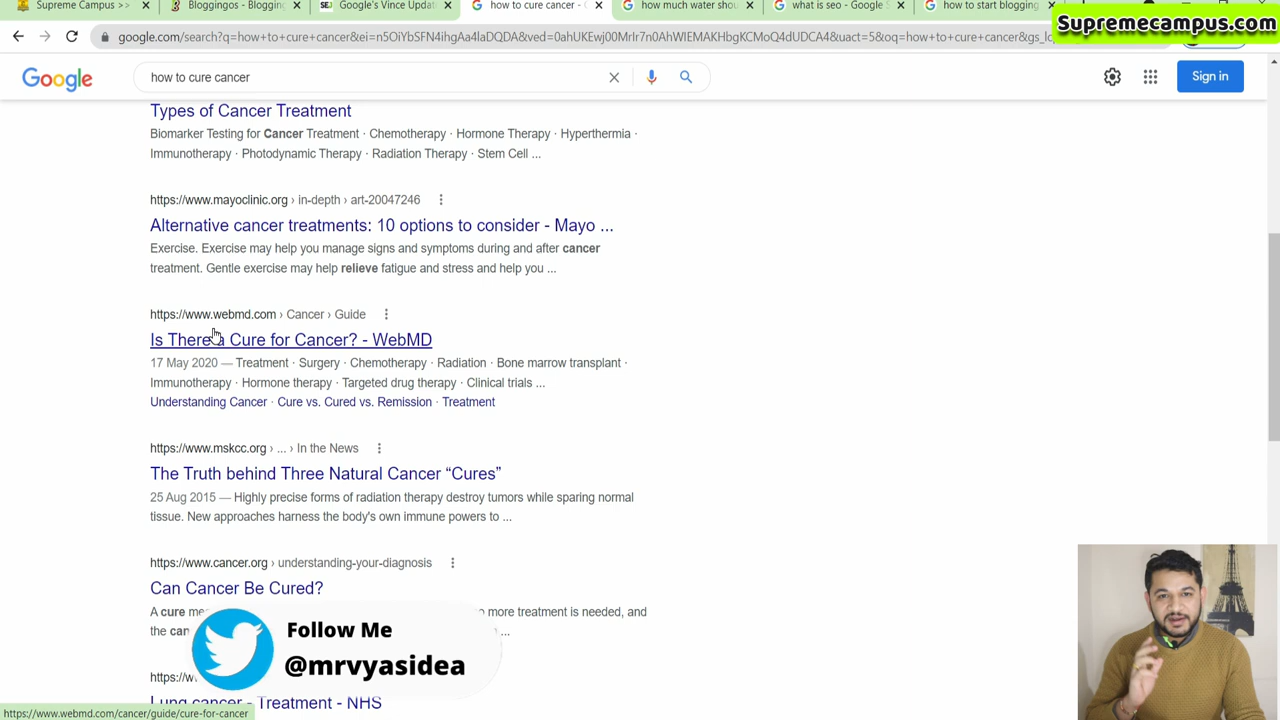 Supreme Campus >>
Bloggingos - Bloggin
Google's Vince Updat
how to cure cancer -
how much water shou
what is seo - Google S
how to start blogging
Supremecampus.com
google.com/search?q=how+to+cure+cancer&ei=n5OiYbSFN4ihgAa4laDQDA&ved=0ahUKEwj00MrIr7n0AhWIEMAKHbgKCMoQ4dUDCA4&uact=5&oq=how+to+cure+cancer&gs_lc
Google
how to cure cancer
Sign in
Types of Cancer Treatment
Biomarker Testing for Cancer Treatment · Chemotherapy · Hormone Therapy · Hyperthermia ·
Immunotherapy · Photodynamic Therapy · Radiation Therapy · Stem Cell ...
https://www.mayoclinic.org › in-depth › art-20047246
Alternative cancer treatments: 10 options to consider - Mayo ...
Exercise. Exercise may help you manage signs and symptoms during and after cancer
treatment. Gentle exercise may help relieve fatigue and stress and help you ...
https://www.webmd.com › Cancer › Guide
Is There a Cure for Cancer? - WebMD
17 May 2020 — Treatment · Surgery · Chemotherapy · Radiation · Bone marrow transplant ·
Immunotherapy · Hormone therapy · Targeted drug therapy · Clinical trials ...
Understanding Cancer · Cure vs. Cured vs. Remission · Treatment
https://www.mskcc.org › ... › In the News
The Truth behind Three Natural Cancer “Cures”
25 Aug 2015 — Highly precise forms of radiation therapy destroy tumors while sparing normal
tissue. New approaches harness the body's own immune powers to ...
https://www.cancer.org › understanding-your-diagnosis
Can Cancer Be Cured?
A cure more treatment is needed, and
the ...
Follow Me
@mrvyasidea
Lung cancer - Treatment - NHS
https://www.webmd.com/cancer/guide/cure-for-cancer